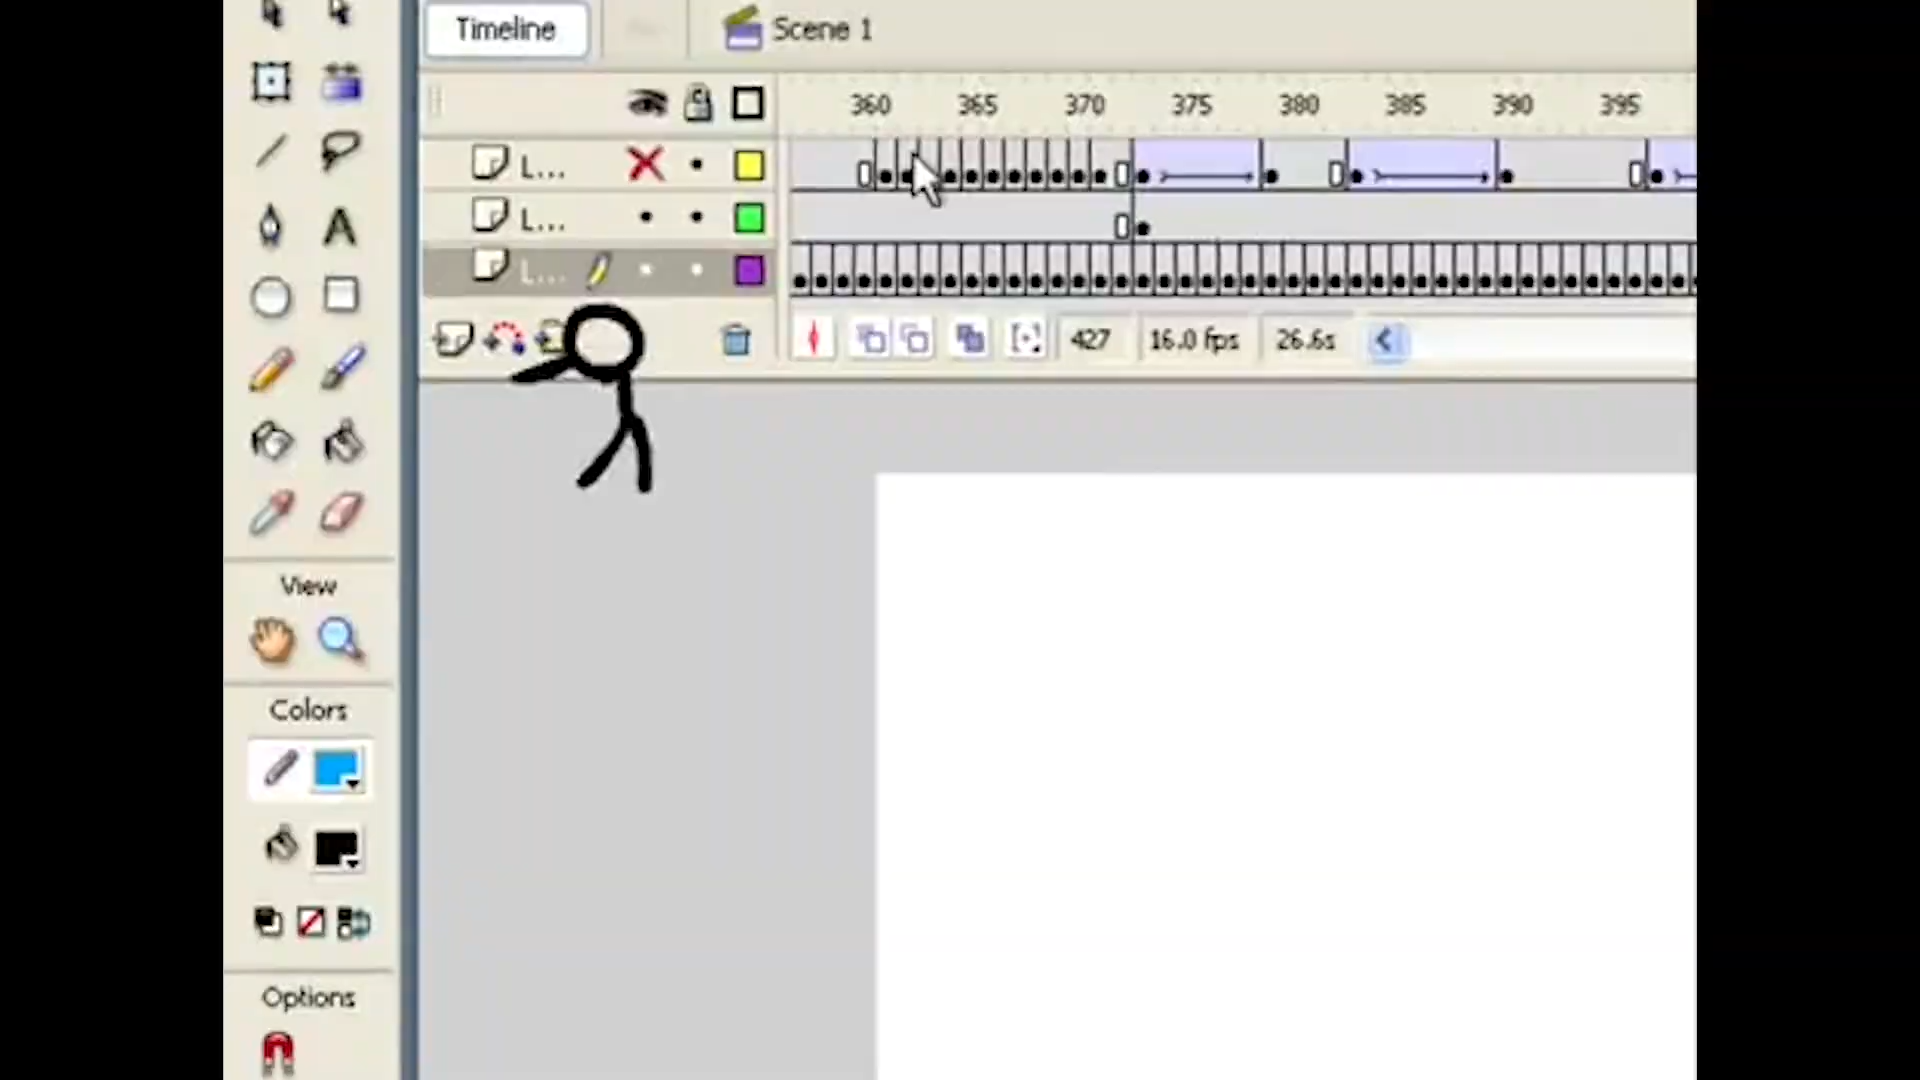 Timeline
Scene 1
360 365 370 375 380 385 390 395
L...
L...
L...
427 16.0 fps 26.6s
A
View
Colors
Options